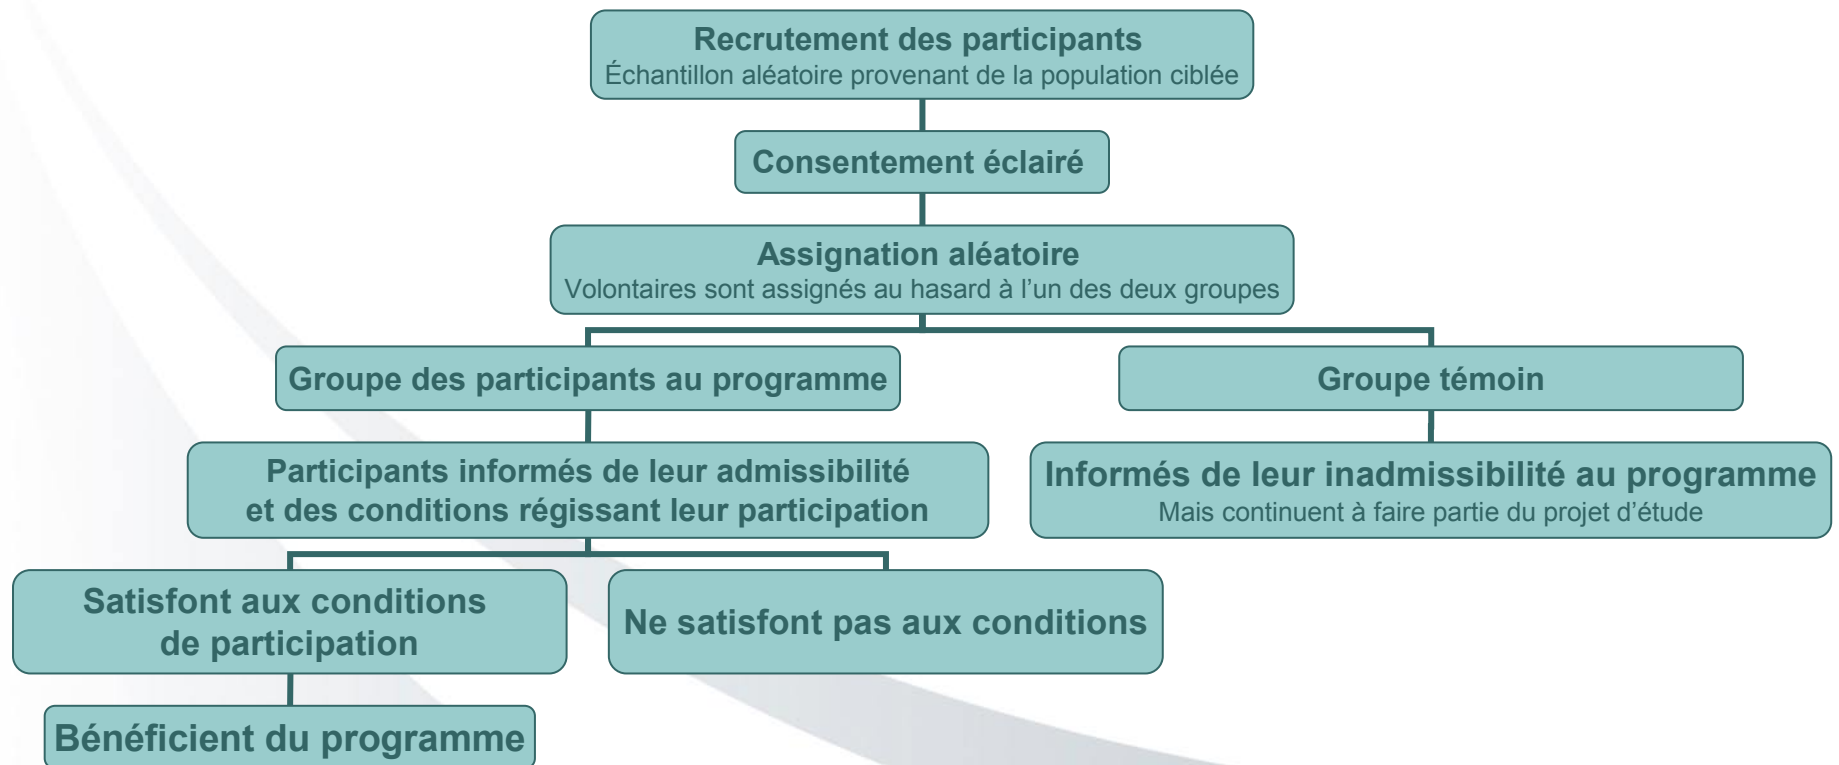 Recrutement des participants
Échantillon aléatoire provenant de la population ciblée
Consentement éclairé
Assignation aléatoire
Volontaires sont assignés au hasard à l’un des deux groupes
Groupe des participants au programme
Groupe témoin
Participants informés de leur admissibilité
et des conditions régissant leur participation
Informés de leur inadmissibilité au programme
Mais continuent à faire partie du projet d’étude
Satisfont aux conditions
de participation
Ne satisfont pas aux conditions
Bénéficient du programme